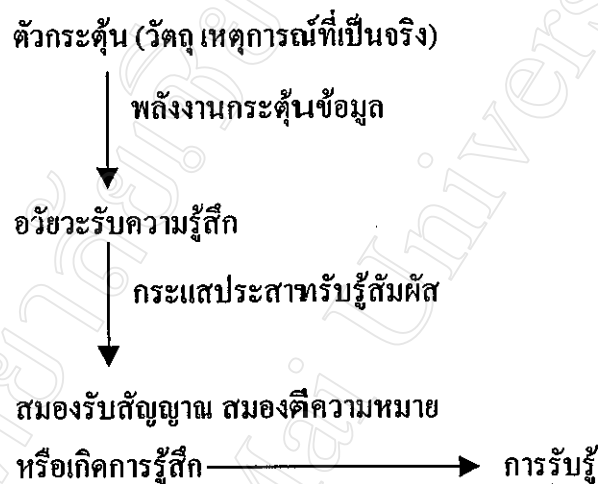 ตัวกระตุ้น (วัตถุ เหตุการณ์ที่เป็นจริง)
พลังงานกระตุ้นข้อมูล
อวัยวะรับความรู้สึก
กระแสประสาทรับรู้สัมผัส
สมองรับสัญญาณ สมองตีความหมาย
หรือเกิดการรู้สึก การรับรู้